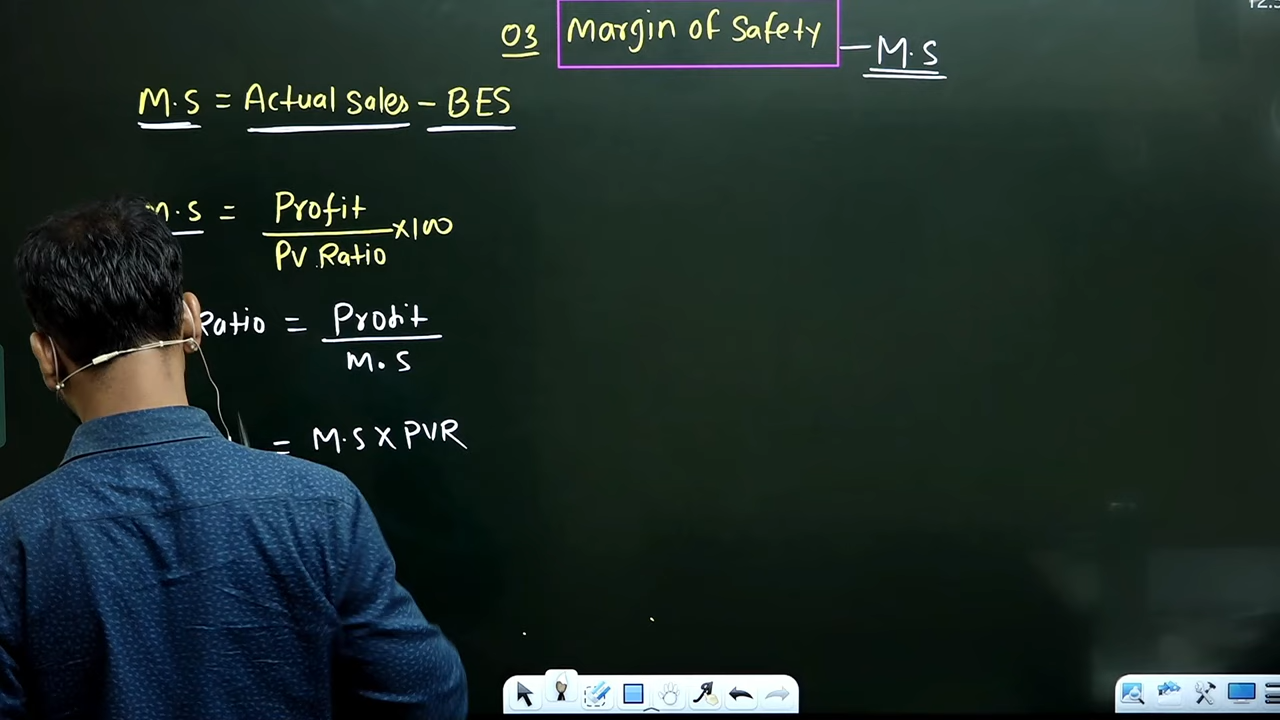 03 Margin of Safety — M.S
M.S = Actual Sales - BES
M.S = Profit / PV.Ratio ×100
Ratio = Profit / M.S
= M.S × PVR